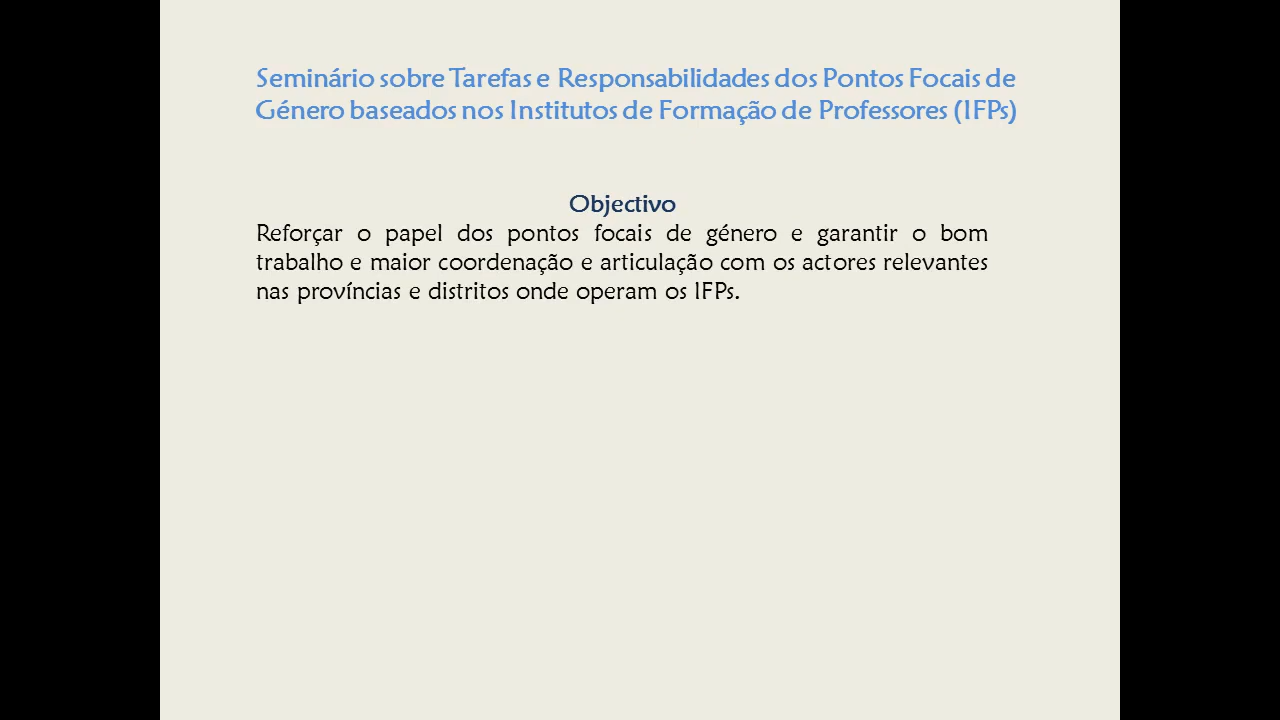 Seminário sobre Tarefas e Responsabilidades dos Pontos Focais de
Género baseados nos Institutos de Formação de Professores (IFPs)
Objectivo
Reforçar o papel dos pontos focais de género e garantir o bom
trabalho e maior coordenação e articulação com os actores relevantes
nas províncias e distritos onde operam os IFPs.